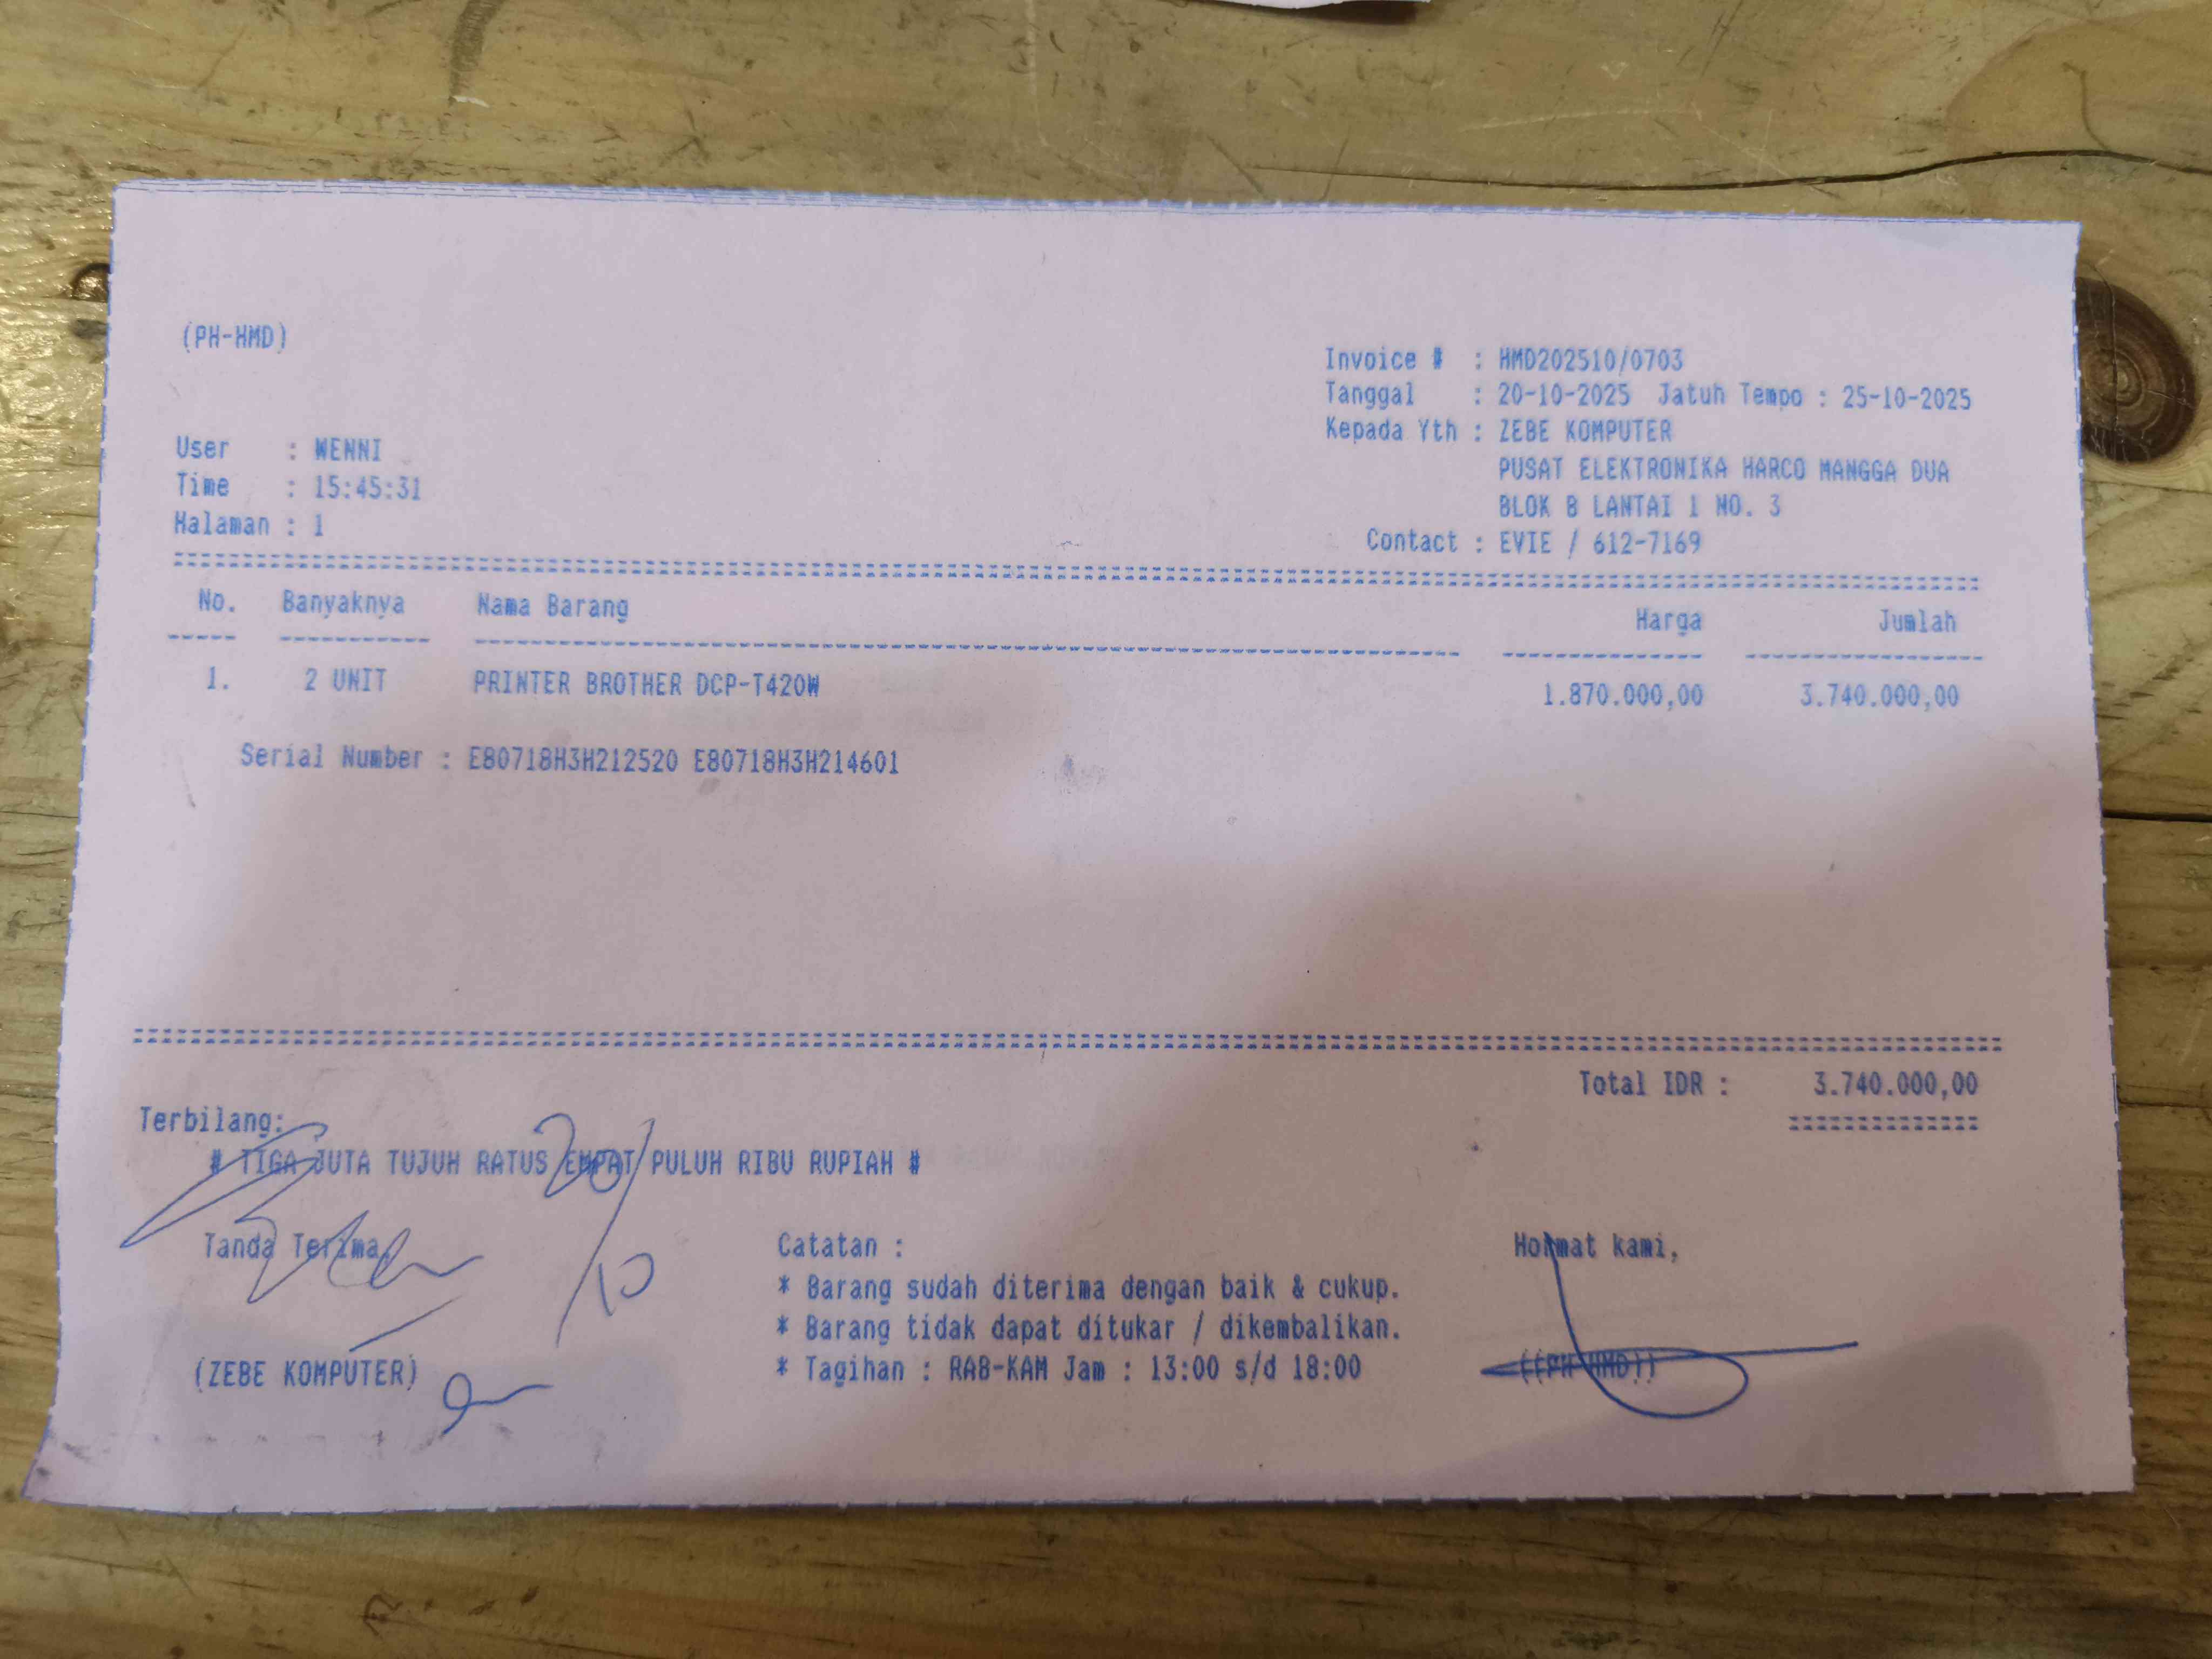 (PH-HMD)
Invoice # : HMD202510/0703
Tanggal : 20-10-2025 Jatuh Tempo : 25-10-2025
Kepada Yth : ZEBE KOMPUTER
PUSAT ELEKTRONIKA HARCO MANGGA DUA
BLOK B LANTAI 1 NO. 3
Contact : EVIE / 612-7169
User : WENNI
Time : 15:45:31
Halaman : 1
No. Banyaknya Nama Barang Harga Jumlah
1. 2 UNIT PRINTER BROTHER DCP-T420W 1.870.000,00 3.740.000,00
Serial Number : E80718H3H212520 E80718H3H214601
Total IDR : 3.740.000,00
Terbilang:
# TIGA JUTA TUJUH RATUS EMPAT PULUH RIBU RUPIAH #
20/10
Tanda Terima,
(ZEBE KOMPUTER)
Catatan :
* Barang sudah diterima dengan baik & cukup.
* Barang tidak dapat ditukar / dikembalikan.
* Tagihan : RAB-KAM Jam : 13:00 s/d 18:00
Hormat kami,
((PH-HMD))